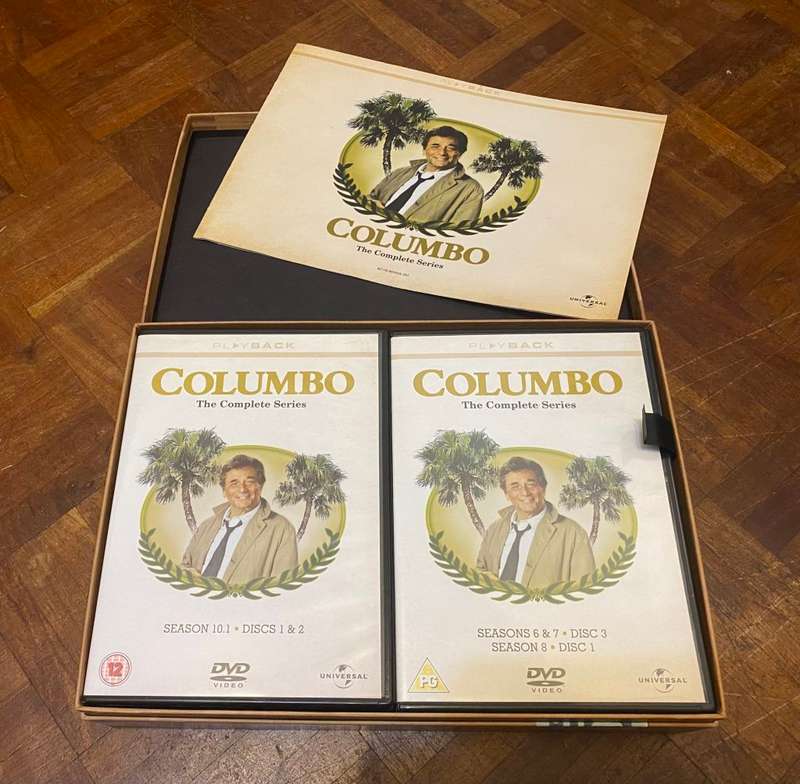 PLAYBACK
COLUMBO
The Complete Series
UNIVERSAL
PLAYBACK
COLUMBO
The Complete Series
SEASON 10.1 • DISCS 1 & 2
12
DVD
VIDEO
UNIVERSAL
PLAYBACK
COLUMBO
The Complete Series
SEASONS 6 & 7 • DISC 3
SEASON 8 • DISC 1
PG
DVD
VIDEO
UNIVERSAL